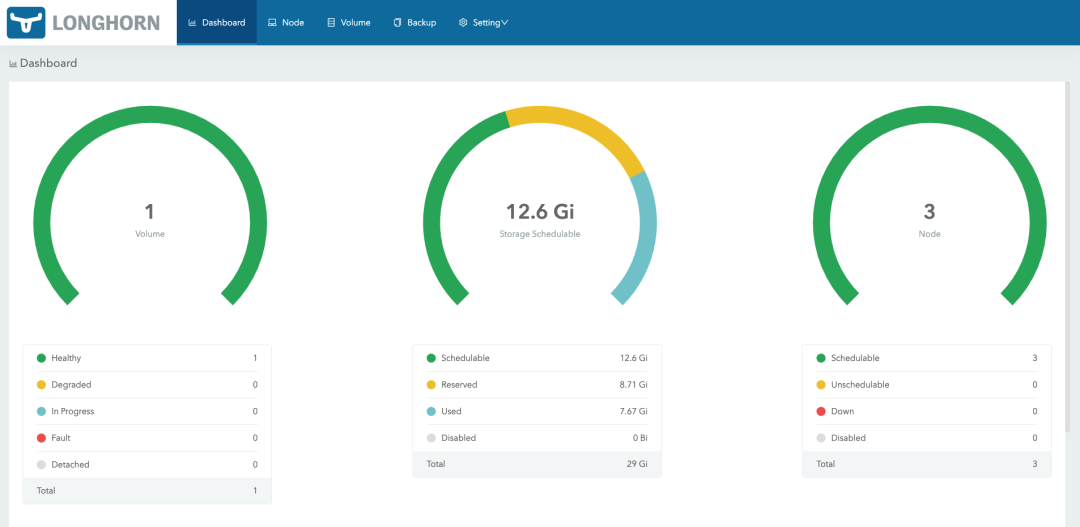 LONGHORN
Dashboard Node Volume Backup Setting
Dashboard
1
Volume
12.6 Gi
Storage Schedulable
3
Node
Healthy 1
Degraded 0
In Progress 0
Fault 0
Detached 0
Total 1
Schedulable 12.6 Gi
Reserved 8.71 Gi
Used 7.67 Gi
Disabled 0 Bi
Total 29 Gi
Schedulable 3
Unschedulable 0
Down 0
Disabled 0
Total 3